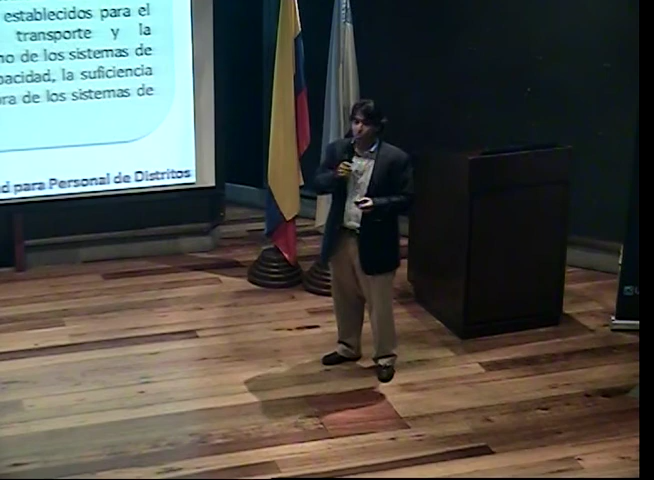 establecidos para el
transporte y la
no de los sistemas de
pacidad, la suficiencia
ra de los sistemas de
d para Personal de Distritos